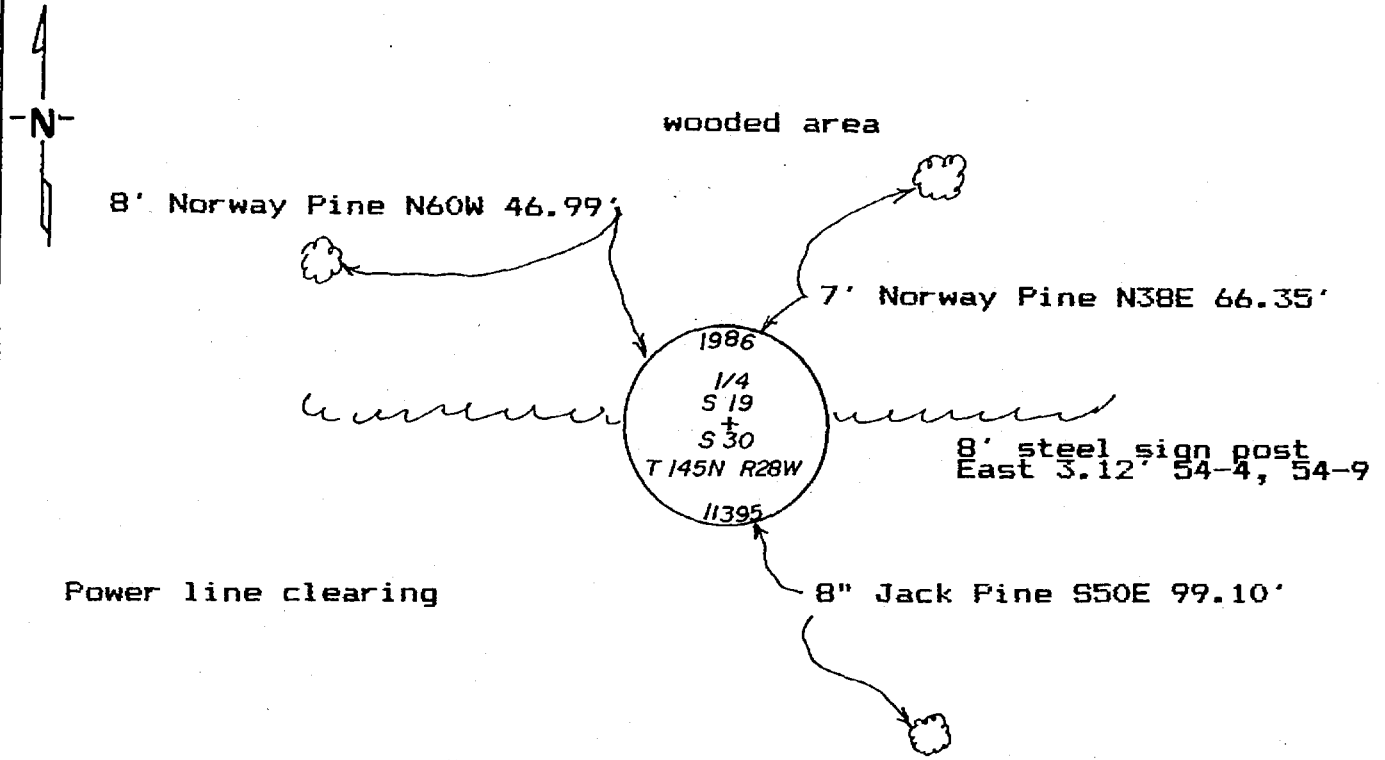 -N-
wooded area
8' Norway Pine N60W 46.99'
7' Norway Pine N38E 66.35'
1986
1/4
S 19
+
S 30
T 145N R28W
11395
8' steel sign post
East 3.12' 54-4, 54-9
Power line clearing
8" Jack Pine S50E 99.10'